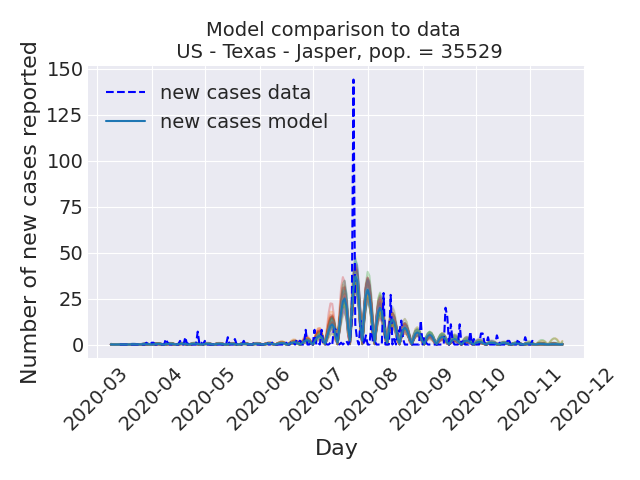 Model comparison to data
US - Texas - Jasper, pop. = 35529
Number of new cases reported
150
125
100
75
50
25
0
new cases data
new cases model
2020-03
2020-04
2020-05
2020-06
2020-07
2020-08
2020-09
2020-10
2020-11
2020-12
Day